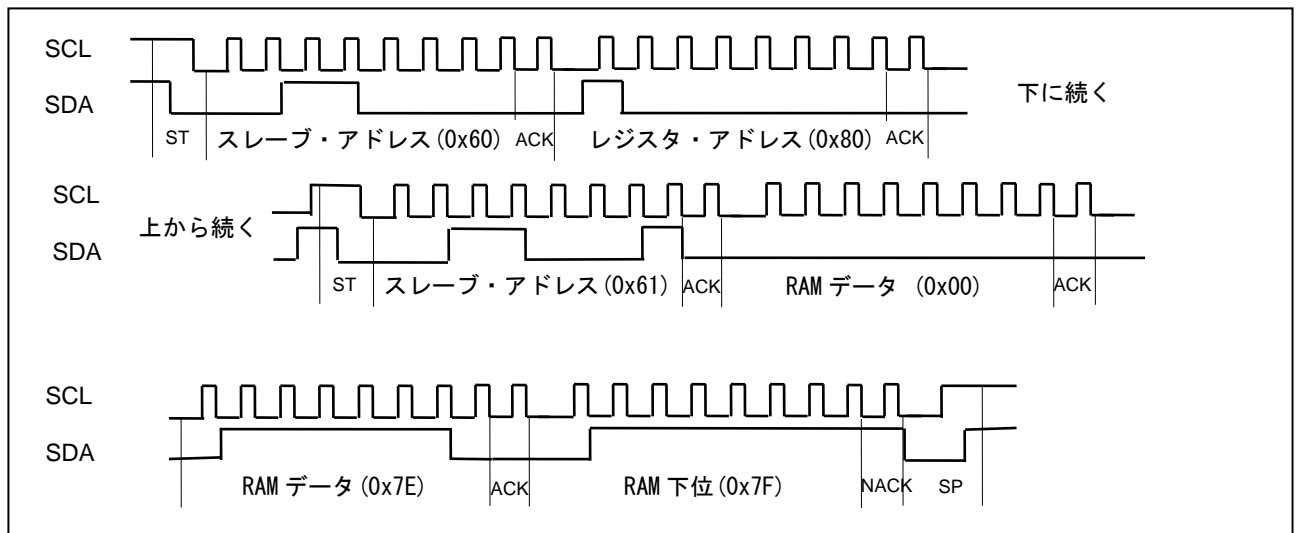 SCL
SDA
下に続く
ST スレーブ・アドレス(0x60) ACK レジスタ・アドレス(0x80) ACK
SCL
上から続く
SDA
ST スレーブ・アドレス(0x61) ACK RAM データ (0x00) ACK
SCL
SDA
RAM データ(0x7E) ACK RAM 下位(0x7F) NACK SP